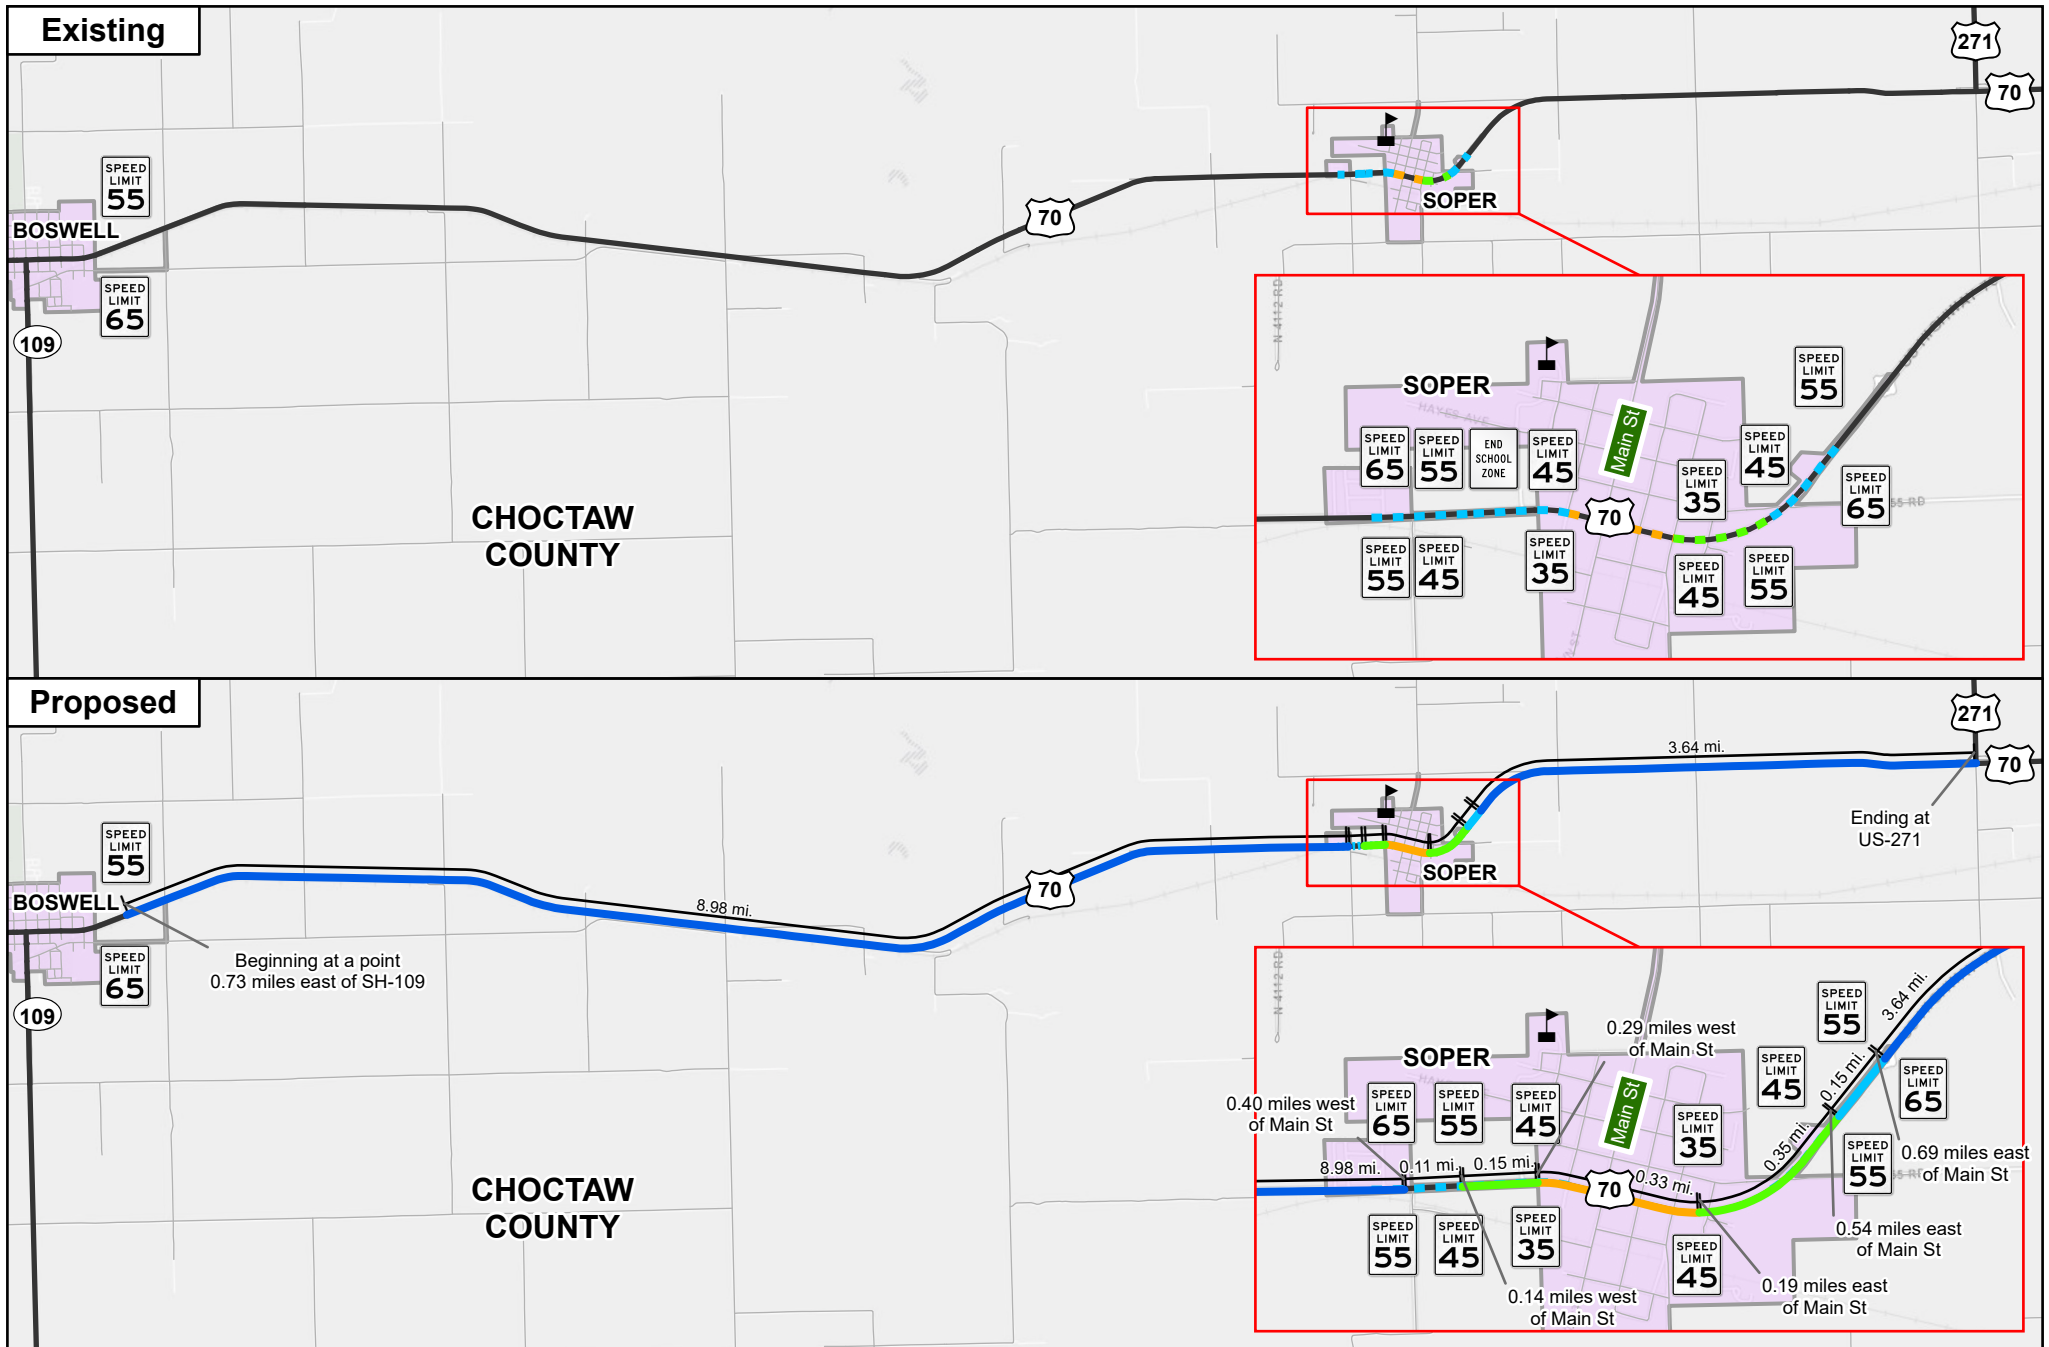 Existing
271
70
SPEED
LIMIT
55
BOSWELL
SPEED
LIMIT
65
109
70
SOPER
CHOCTAW
COUNTY
N 4112 RD
SOPER
HAYES AVE
Main St
SPEED
LIMIT
65
SPEED
LIMIT
55
END
SCHOOL
ZONE
SPEED
LIMIT
45
70
SPEED
LIMIT
35
SPEED
LIMIT
45
SPEED
LIMIT
55
SPEED
LIMIT
65
55 RD
SPEED
LIMIT
55
SPEED
LIMIT
45
SPEED
LIMIT
35
SPEED
LIMIT
45
SPEED
LIMIT
55
Proposed
271
70
3.64 mi.
Ending at
US-271
SPEED
LIMIT
55
BOSWELL
SPEED
LIMIT
65
109
Beginning at a point
0.73 miles east of SH-109
8.98 mi.
70
SOPER
CHOCTAW
COUNTY
N 4112 RD
SOPER
0.29 miles west
of Main St
Main St
0.40 miles west
of Main St
SPEED
LIMIT
65
SPEED
LIMIT
55
SPEED
LIMIT
45
SPEED
LIMIT
35
SPEED
LIMIT
45
SPEED
LIMIT
55
SPEED
LIMIT
65
SPEED
LIMIT
55
3.64 mi.
0.15 mi.
0.35 mi.
0.69 miles east
of Main St
8.98 mi.
0.11 mi.
0.15 mi.
70
0.33 mi.
0.54 miles east
of Main St
SPEED
LIMIT
55
SPEED
LIMIT
45
SPEED
LIMIT
35
SPEED
LIMIT
45
0.19 miles east
of Main St
0.14 miles west
of Main St